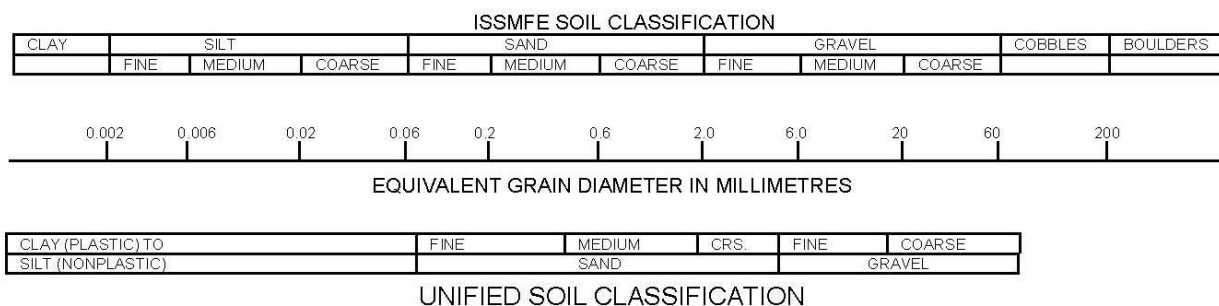 ISSMFE SOIL CLASSIFICATION
CLAY SILT SAND GRAVEL COBBLES BOULDERS
FINE MEDIUM COARSE FINE MEDIUM COARSE FINE MEDIUM COARSE
0.002 0.006 0.02 0.06 0.2 0.6 2.0 6.0 20 60 200
EQUIVALENT GRAIN DIAMETER IN MILLIMETRES
CLAY (PLASTIC) TO FINE MEDIUM CRS. FINE COARSE
SILT (NONPLASTIC) SAND GRAVEL
UNIFIED SOIL CLASSIFICATION